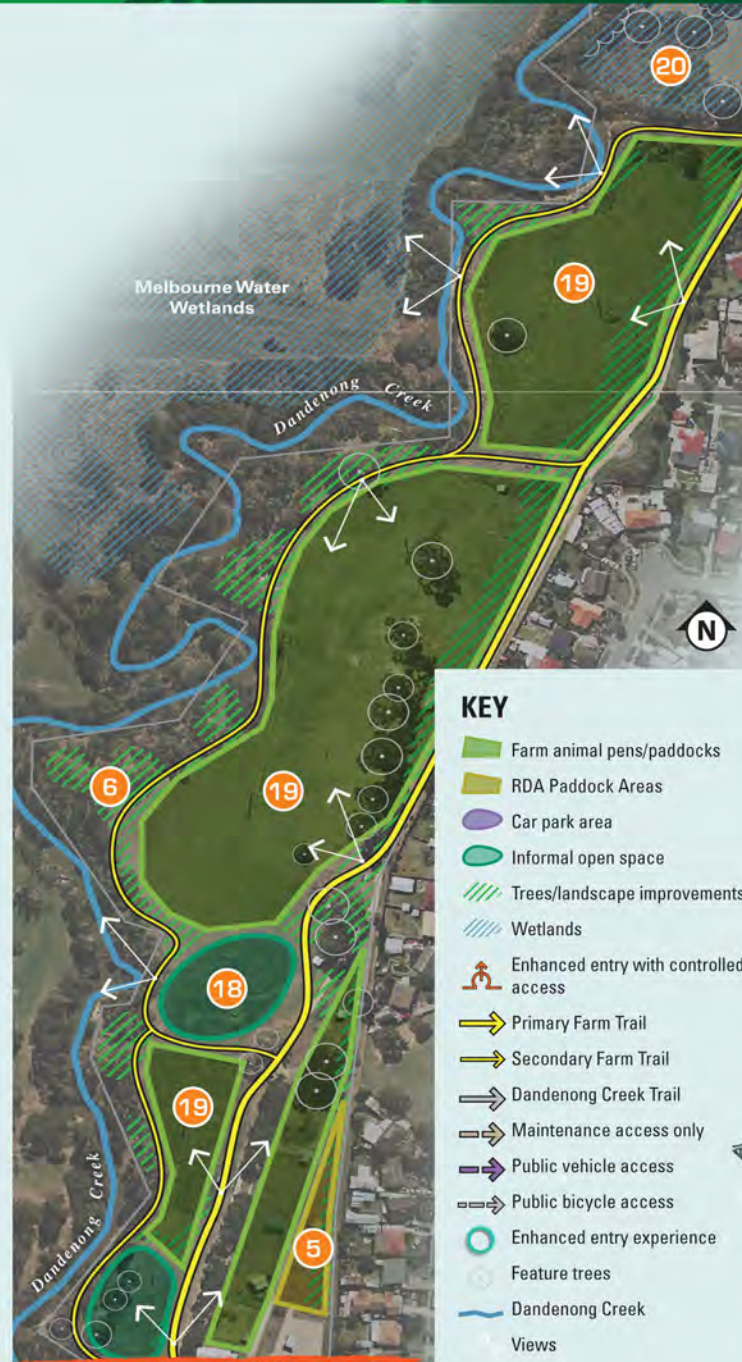 20
19
Melbourne Water
Wetlands
Dandenong Creek
N
6
19
18
19
5
Dandenong Creek
KEY
Farm animal pens/paddocks
RDA Paddock Areas
Car park area
Informal open space
Trees/landscape improvements
Wetlands
Enhanced entry with controlled
access
Primary Farm Trail
Secondary Farm Trail
Dandenong Creek Trail
Maintenance access only
Public vehicle access
Public bicycle access
Enhanced entry experience
Feature trees
Dandenong Creek
Views